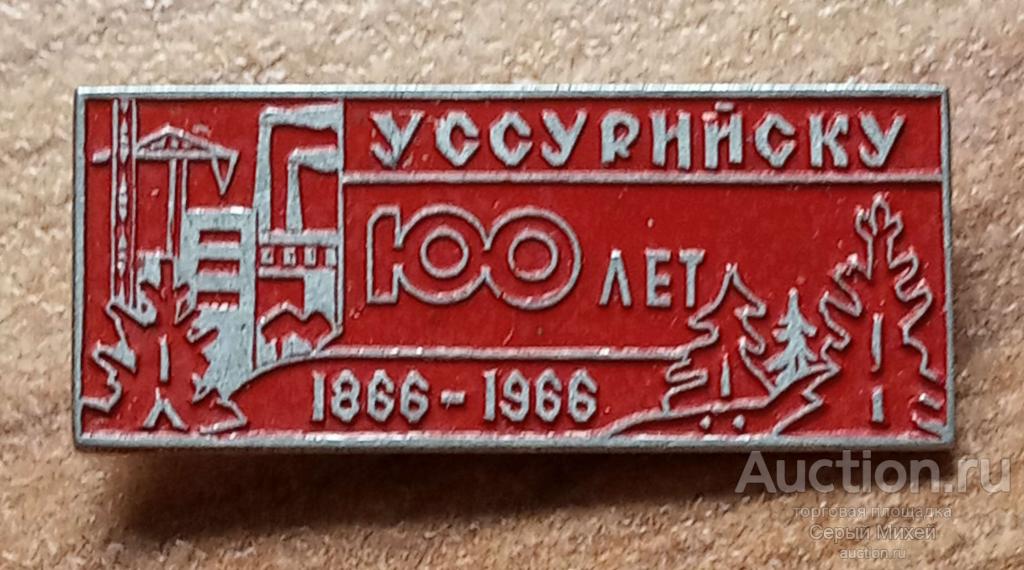 УССУРИЙСКУ
100 ЛЕТ
1866-1966
Auction.ru
торговая площадка
Серый Михей
auction.ru